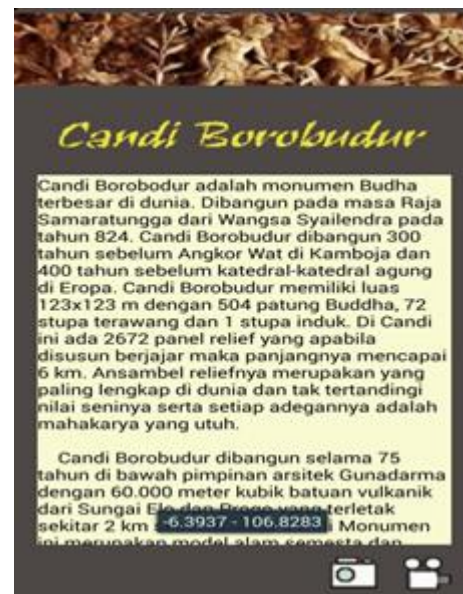 Candi Borobudur
Candi Borobodur adalah monumen Budha
terbesar di dunia. Dibangun pada masa Raja
Samaratungga dari Wangsa Syailendra pada
tahun 824. Candi Borobudur dibangun 300
tahun sebelum Angkor Wat di Kamboja dan
400 tahun sebelum katedral-katedral agung
di Eropa. Candi Borobudur memiliki luas
123x123 m dengan 504 patung Buddha, 72
stupa terawang dan 1 stupa induk. Di Candi
ini ada 2672 panel relief yang apabila
disusun berjajar maka panjangnya mencapai
6 km. Ansambel reliefnya merupakan yang
paling lengkap di dunia dan tak tertandingi
nilai seninya serta setiap adegannya adalah
mahakarya yang utuh.
Candi Borobudur dibangun selama 75
tahun di bawah pimpinan arsitek Gunadarma
dengan 60.000 meter kubik batuan vulkanik
dari Sungai Elo dan Progo yang terletak
sekitar 2 km -6.3937 - 106.8283 Monumen
ini merupakan model alam semesta dan